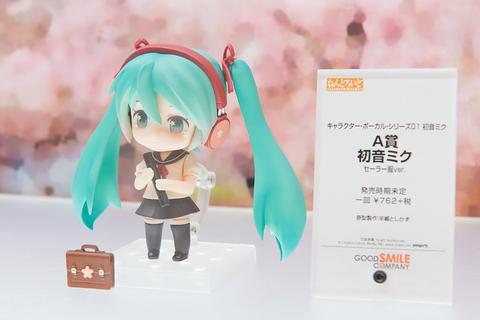 ねんどろいど
キャラクター・ボーカル・シリーズ01 初音ミク
A賞
初音ミク
セーラー服ver.
発売時期未定
一回 ¥762+税
GOOD SMILE
COMPANY